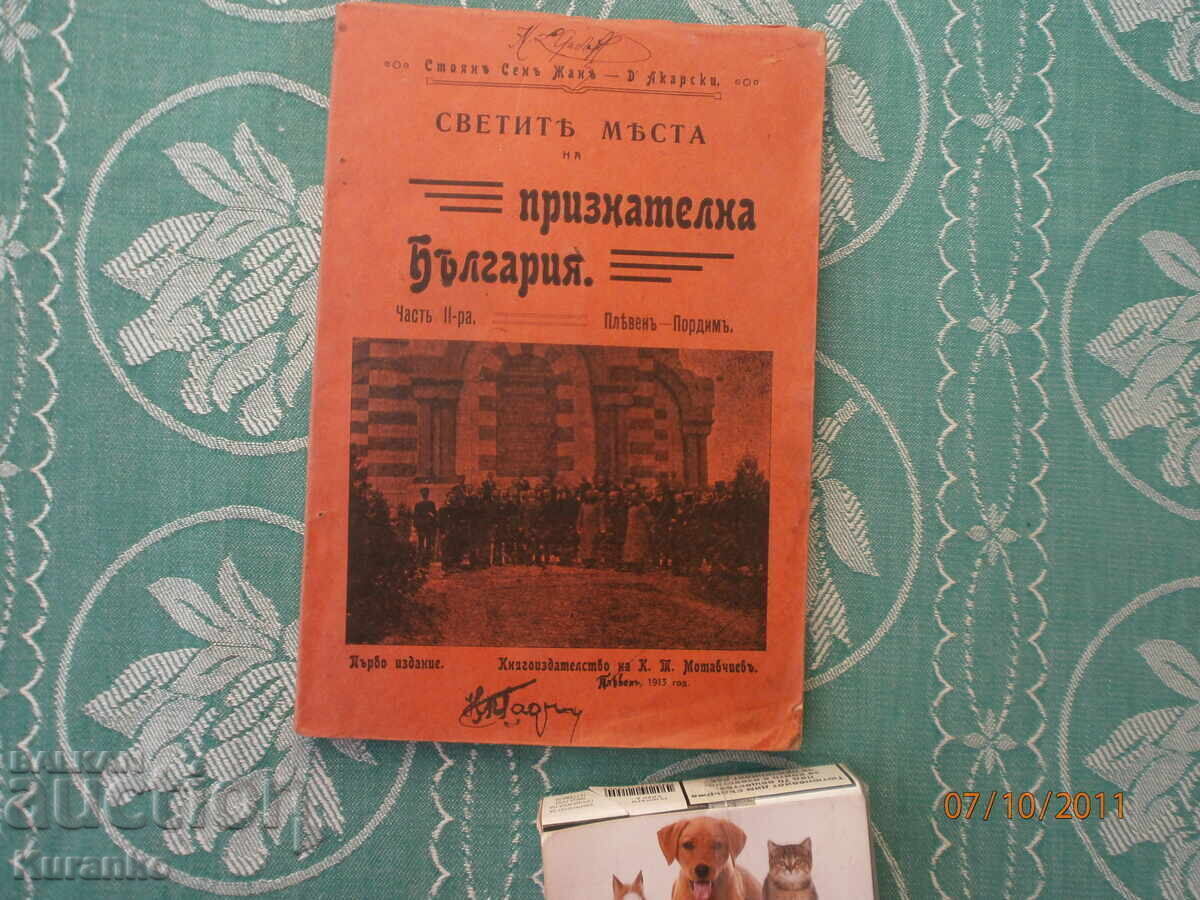 Стоянъ Сенъ Жанъ — Д' Акарски.
СВЕТИТѢ МѢСТА
НА
признателна
България.
Часть II-ра. Плѣвенъ — Пордимъ.
Първо издание. Книгоиздателство на К. Т. Мотавчиевъ.
Плѣвенъ, 1913 год.
07/10/2011
BALKAN
auction
Kuranko